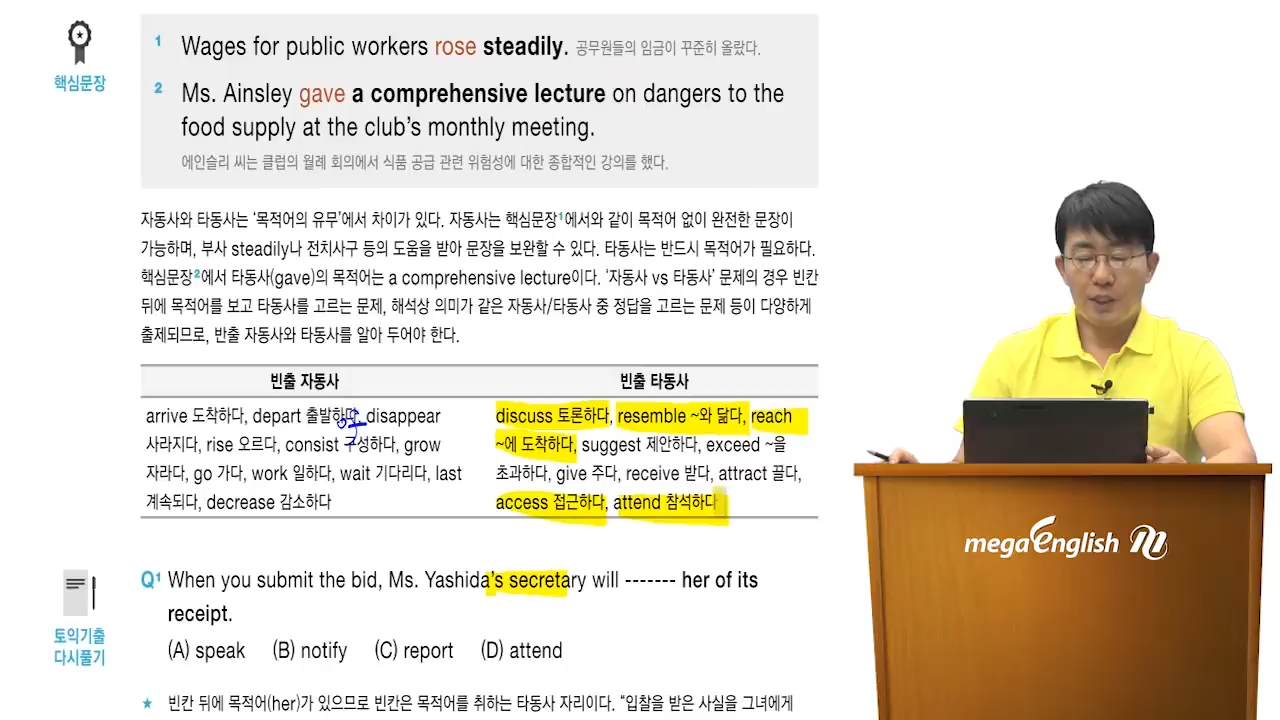 핵심문장
1 Wages for public workers rose steadily. 공무원들의 임금이 꾸준히 올랐다.
2 Ms. Ainsley gave a comprehensive lecture on dangers to the
food supply at the club's monthly meeting.
에인슬리 씨는 클럽의 월례 회의에서 식품 공급 관련 위험성에 대한 종합적인 강의를 했다.
자동사와 타동사는 '목적어의 유무'에서 차이가 있다. 자동사는 핵심문장1에서와 같이 목적어 없이 완전한 문장이
가능하며, 부사 steadily나 전치사구 등의 도움을 받아 문장을 보완할 수 있다. 타동사는 반드시 목적어가 필요하다.
핵심문장2에서 타동사(gave)의 목적어는 a comprehensive lecture이다. '자동사 vs 타동사' 문제의 경우 빈칸
뒤에 목적어를 보고 타동사를 고르는 문제, 해석상 의미가 같은 자동사/타동사 중 정답을 고르는 문제 등이 다양하게
출제되므로, 빈출 자동사와 타동사를 알아 두어야 한다.
빈출 자동사
arrive 도착하다, depart 출발하다, disappear
사라지다, rise 오르다, consist 구성하다, grow
자라다, go 가다, work 일하다, wait 기다리다, last
계속되다, decrease 감소하다
빈출 타동사
discuss 토론하다, resemble ~와 닮다, reach
~에 도착하다, suggest 제안하다, exceed ~을
초과하다, give 주다, receive 받다, attract 끌다,
access 접근하다, attend 참석하다
토익기출
다시풀기
Q1 When you submit the bid, Ms. Yashida's secretary will ------- her of its
receipt.
(A) speak (B) notify (C) report (D) attend
★ 빈칸 뒤에 목적어(her)가 있으므로 빈칸은 목적어를 취하는 타동사 자리이다. "입찰을 받은 사실을 그녀에게
megaEnglish